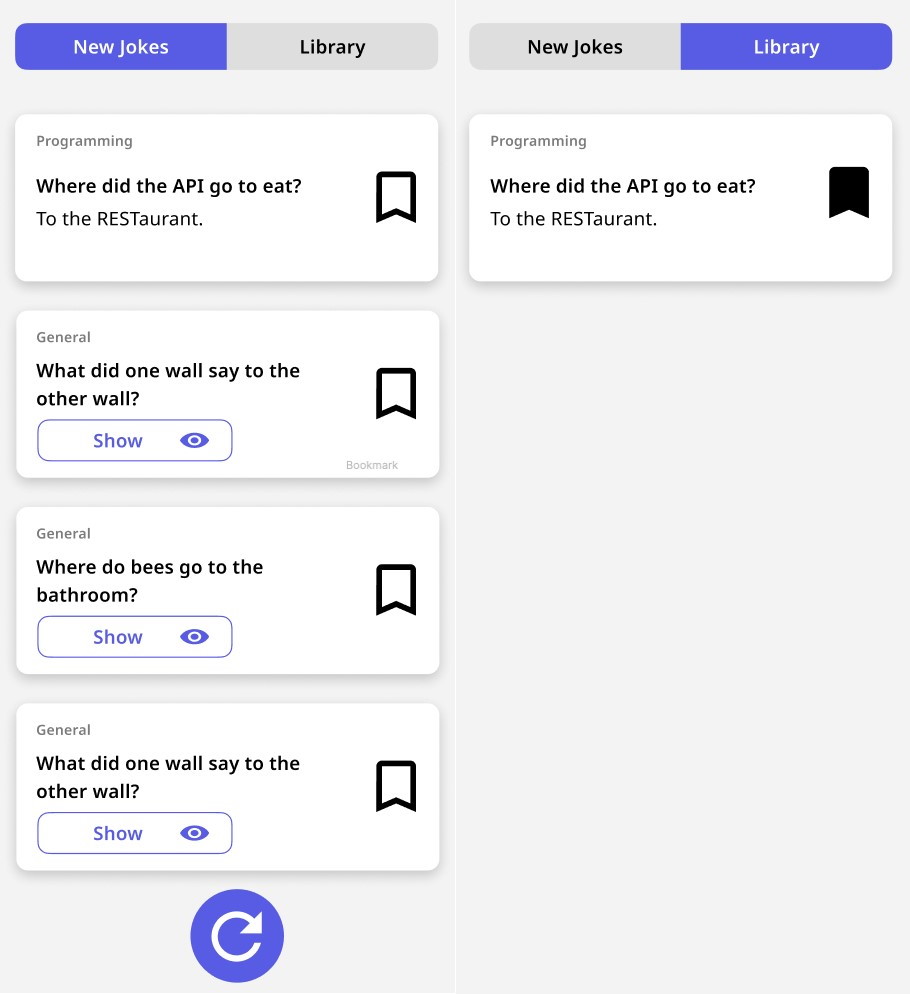 New Jokes
Library
Programming
Where did the API go to eat?
To the RESTaurant.
General
What did one wall say to the
other wall?
Show
Bookmark
General
Where do bees go to the
bathroom?
Show
General
What did one wall say to the
other wall?
Show
New Jokes
Library
Programming
Where did the API go to eat?
To the RESTaurant.